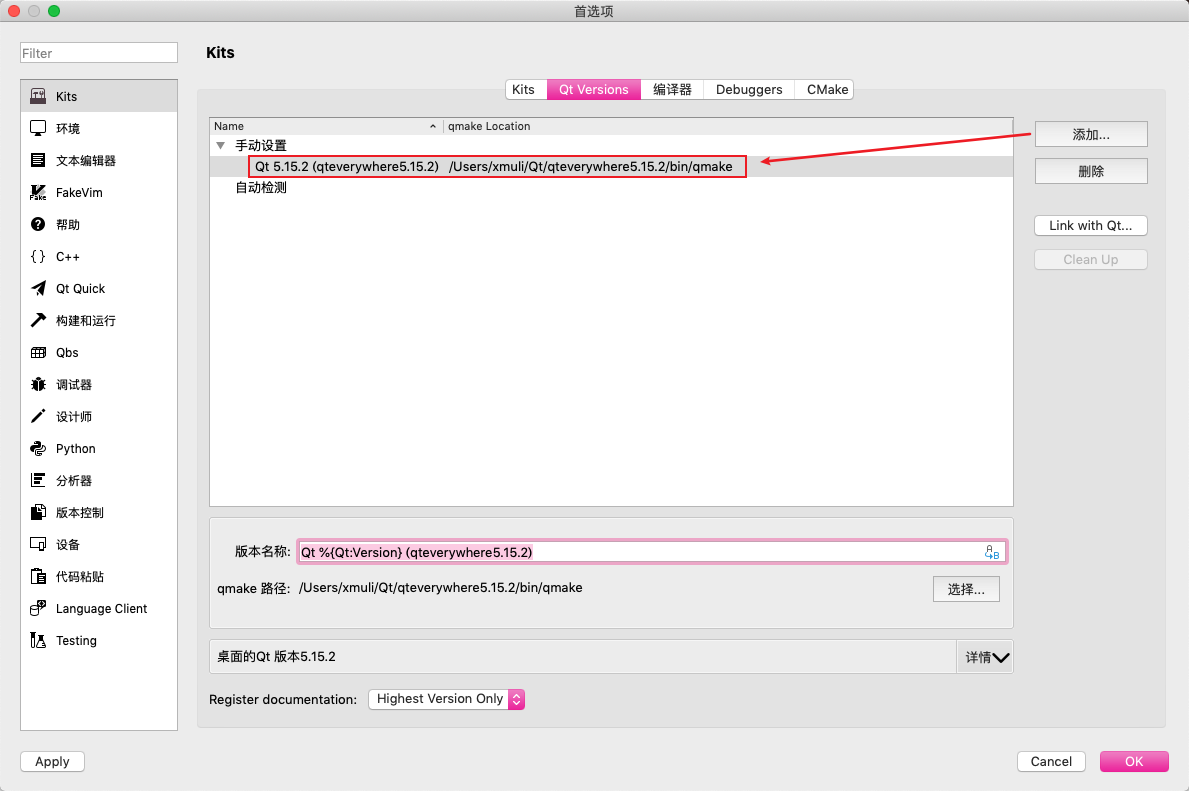 首选项
Filter
Kits
环境
文本编辑器
FakeVim
帮助
C++
Qt Quick
构建和运行
Qbs
调试器
设计师
Python
分析器
版本控制
设备
代码粘贴
Language Client
Testing
Kits
Kits Qt Versions 编译器 Debuggers CMake
Name qmake Location
手动设置
Qt 5.15.2 (qteverywhere5.15.2) /Users/xmuli/Qt/qteverywhere5.15.2/bin/qmake
自动检测
添加...
删除
Link with Qt...
Clean Up
版本名称: Qt %{Qt:Version} (qteverywhere5.15.2)
qmake 路径: /Users/xmuli/Qt/qteverywhere5.15.2/bin/qmake 选择...
桌面的Qt 版本5.15.2 详情
Register documentation: Highest Version Only
Apply Cancel OK